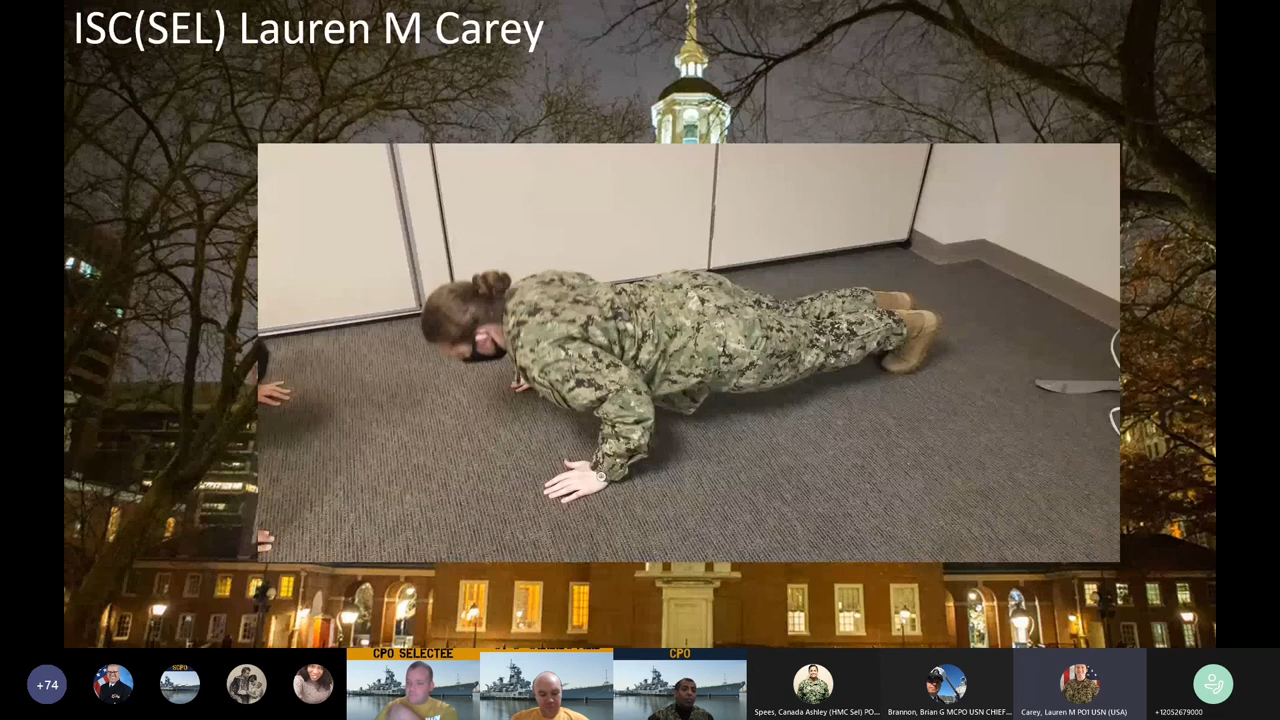 ISC(SEL) Lauren M Carey
+74
SCPO
CPO SELECTEE
CPO
Spees, Canada Ashley (HMC Sel) PO...
Brannon, Brian G MCPO USN CHIEF...
Carey, Lauren M PO1 USN (USA)
+12052679000